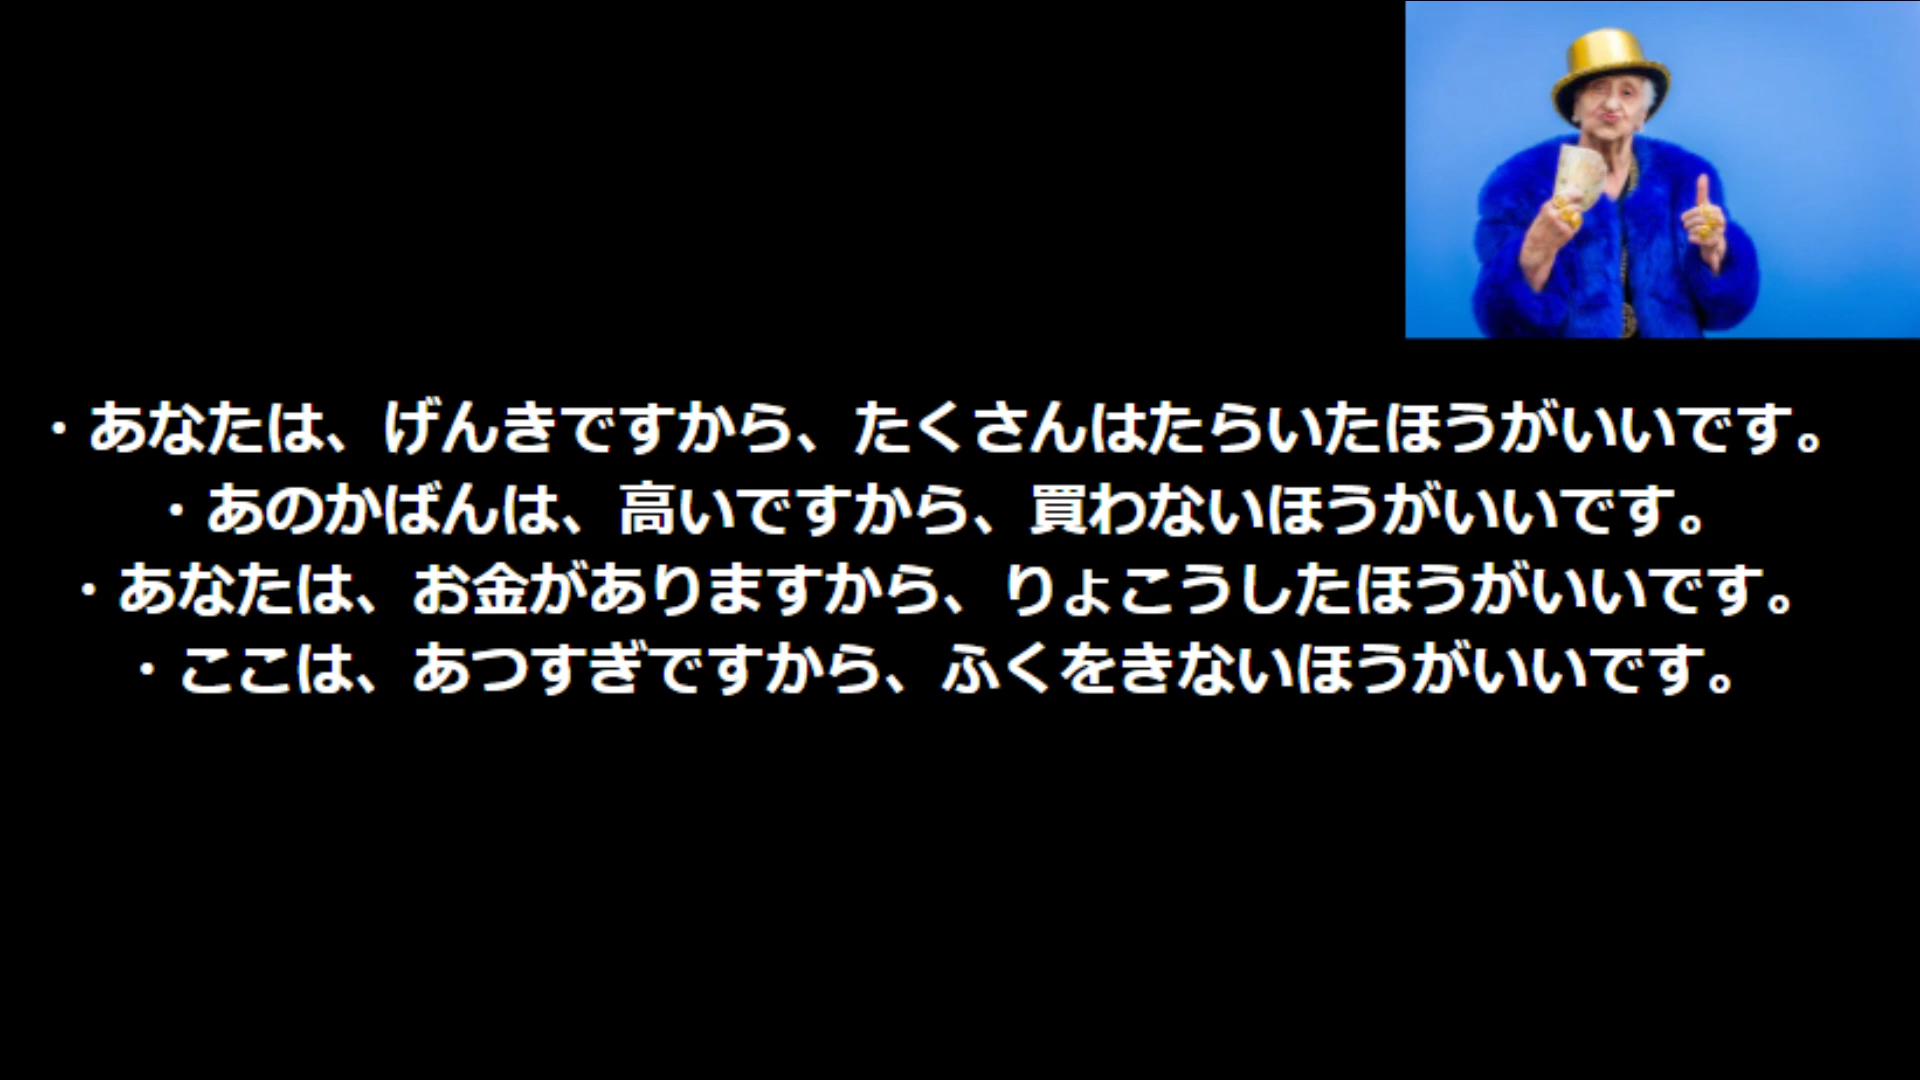 ・あなたは、げんきですから、たくさんはたらいたほうがいいです。
・あのかばんは、高いですから、買わないほうがいいです。
・あなたは、お金がありますから、りょこうしたほうがいいです。
・ここは、あつすぎですから、ふくをきないほうがいいです。